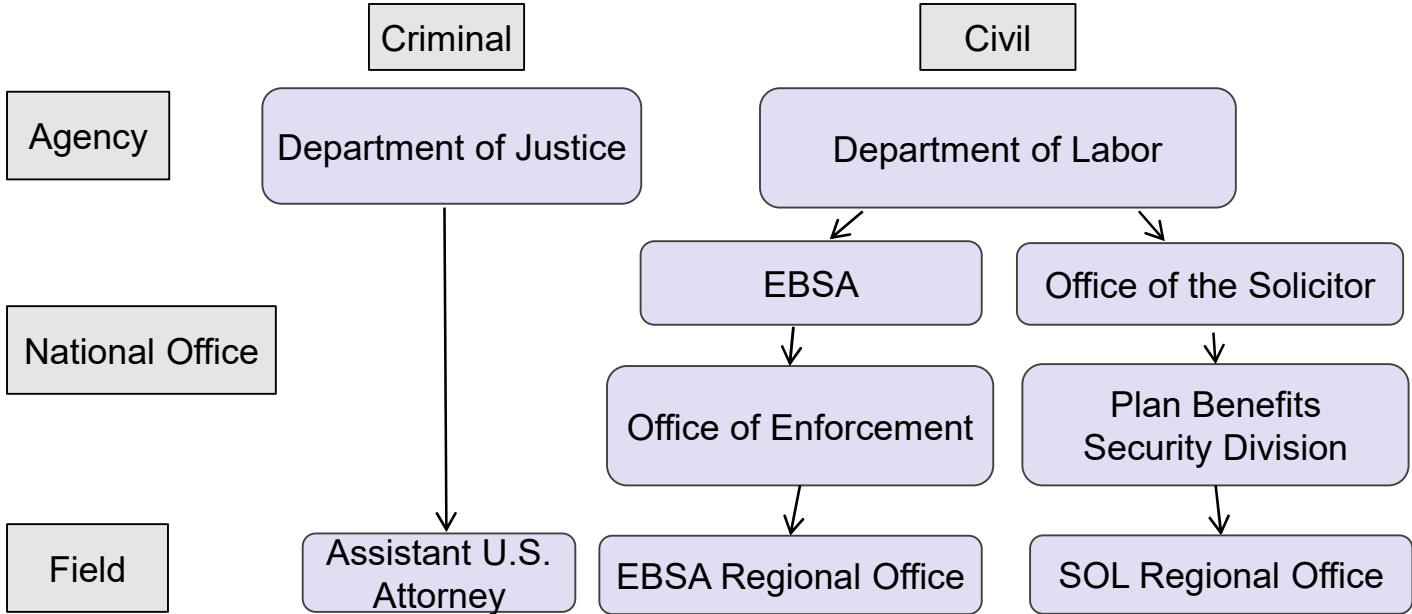 Criminal
Civil
Agency
Department of Justice
Department of Labor
EBSA
Office of the Solicitor
National Office
Office of Enforcement
Plan Benefits
Security Division
Field
Assistant U.S.
Attorney
EBSA Regional Office
SOL Regional Office